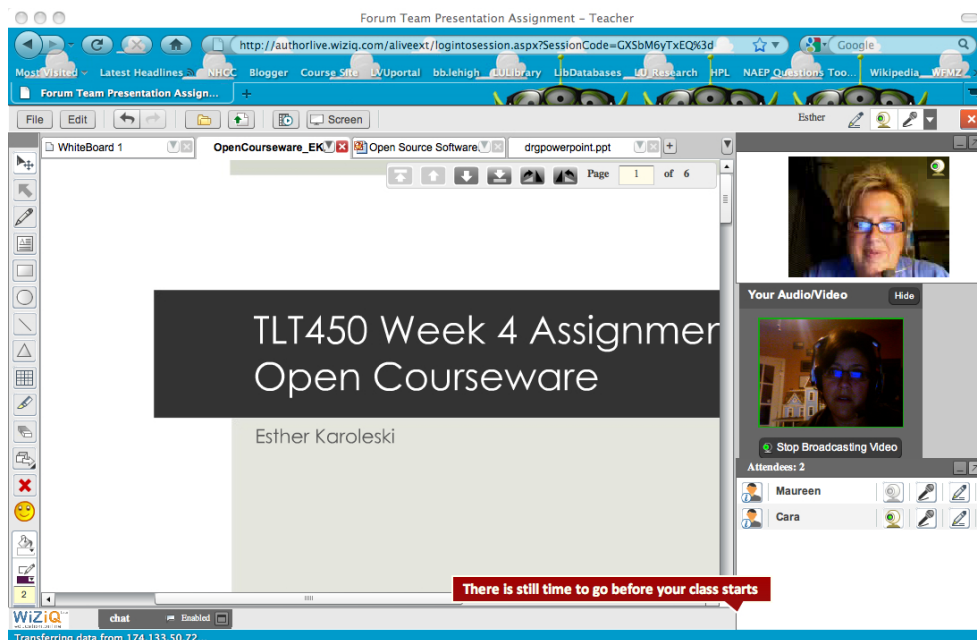 Forum Team Presentation Assignment – Teacher
http://authorlive.wiziq.com/aliveext/logintosession.aspx?SessionCode=GXSbM6yTxEQ%3d
Google
Most Visited Latest Headlines NHCC Blogger Course Site LVUportal bb.lehigh LULibrary LibDatabases LU Research HPL NAEP Questions Too... Wikipedia WFMZ
Forum Team Presentation Assign...
File Edit Screen Esther
WhiteBoard 1 OpenCourseware_EK Open Source Software. drgpowerpoint.ppt
Page 1 of 6
TLT450 Week 4 Assignmer
Open Courseware
Esther Karoleski
Your Audio/Video Hide
Stop Broadcasting Video
Attendees: 2
Maureen
Cara
2
There is still time to go before your class starts
WiZiQ
chat Enabled
Transferring data from 174.133.50.72